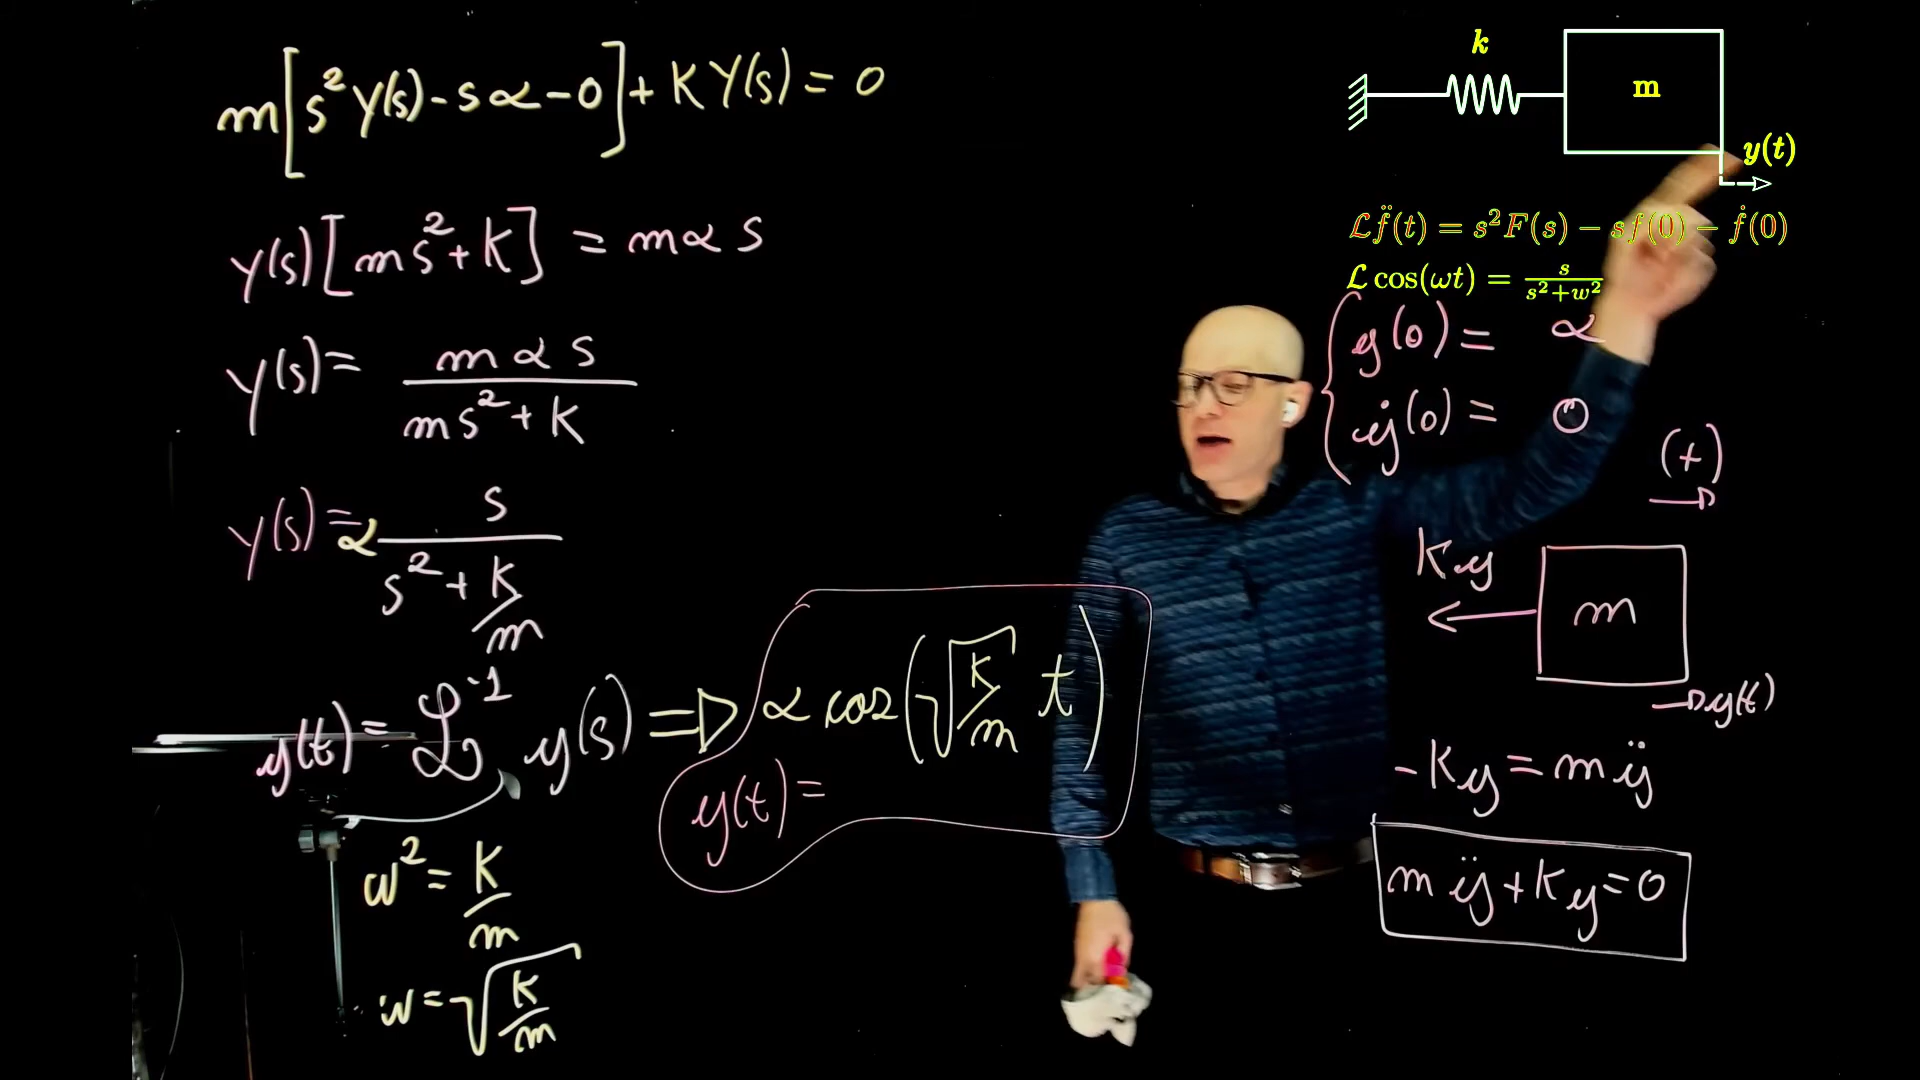 m[s²Y(s)-sα-0]+KY(s)=0
Y(s)[ms²+K]=mαs
Y(s)= mαs / ms²+K
Y(s)=α s / s²+K/m
y(t)=ℒ⁻¹ y(s) ⇒ α cos(√K/m t)
y(t)=
w²=K/m
w=√K/m
k
m
y(t)
ℒf̈(t) = s²F(s) − sf(0) − ḟ(0)
ℒcos(ωt) = s / s²+w²
y(0)= α
ẏ(0)= 0
(+)
Ky
m
y(t)
-Ky=mÿ
mÿ+Ky=0